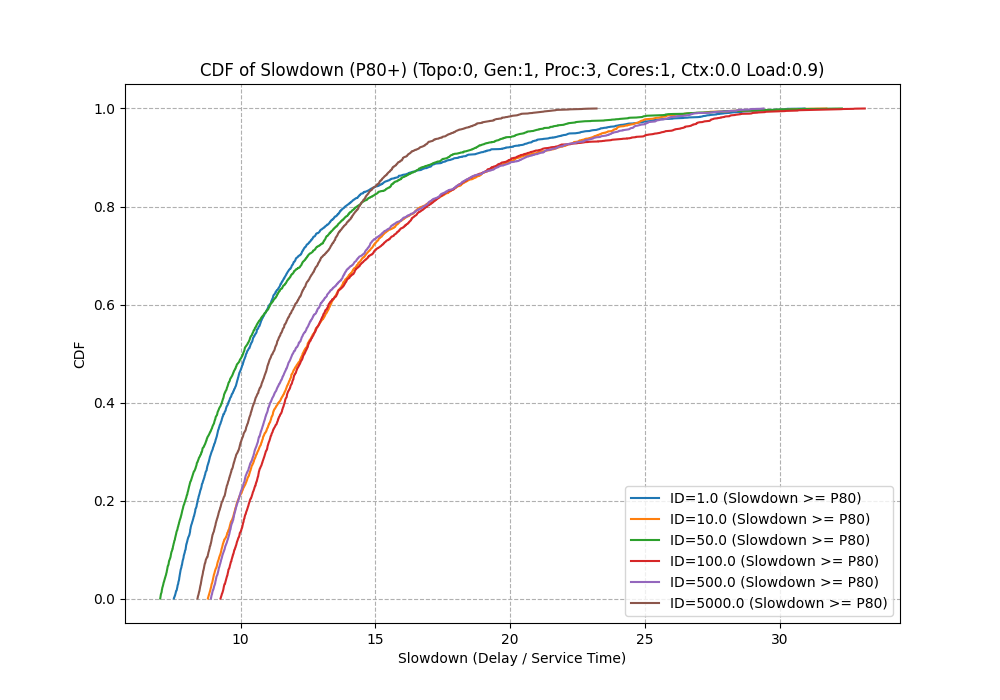 CDF of Slowdown (P80+) (Topo:0, Gen:1, Proc:3, Cores:1, Ctx:0.0 Load:0.9)
CDF
1.0
0.8
0.6
0.4
0.2
0.0
ID=1.0 (Slowdown >= P80)
ID=10.0 (Slowdown >= P80)
ID=50.0 (Slowdown >= P80)
ID=100.0 (Slowdown >= P80)
ID=500.0 (Slowdown >= P80)
ID=5000.0 (Slowdown >= P80)
10 15 20 25 30
Slowdown (Delay / Service Time)